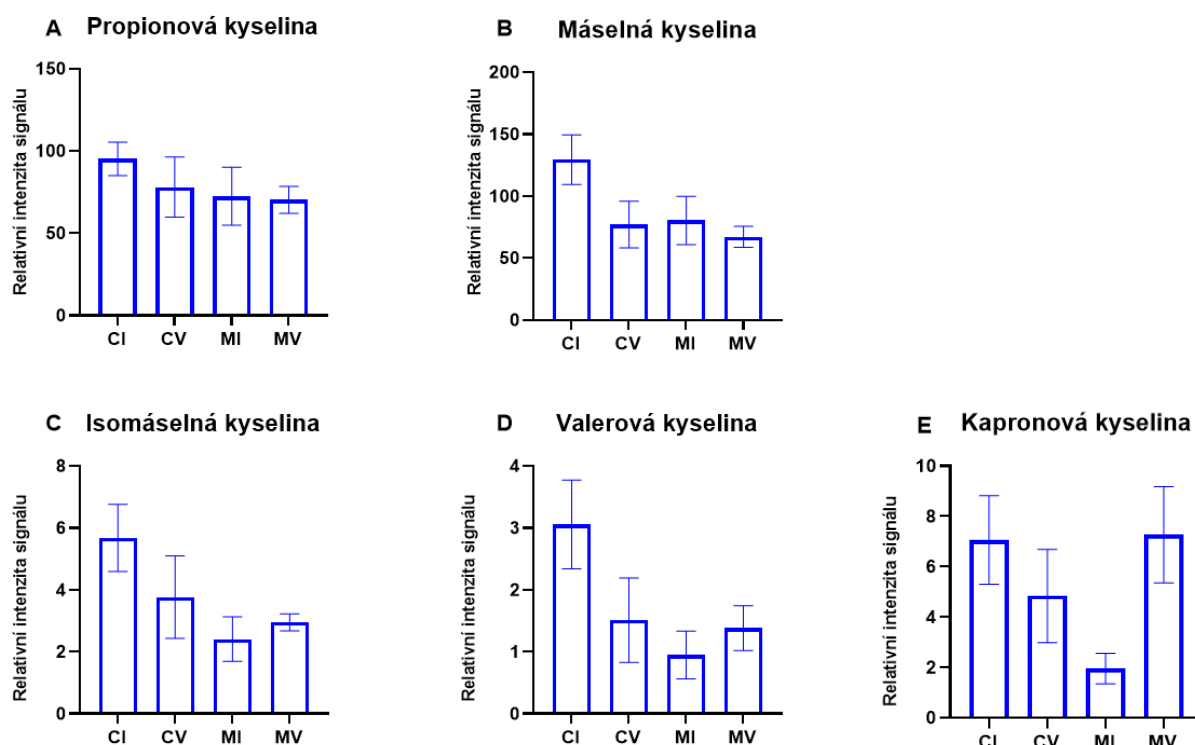 A Propionová kyselina
Relativní intenzita signálu
150
100
50
0
CI CV MI MV
B Máselná kyselina
Relativní intenzita signálu
200
150
100
50
0
CI CV MI MV
C Isomáselná kyselina
Relativní intenzita signálu
8
6
4
2
0
CI CV MI MV
D Valerová kyselina
Relativní intenzita signálu
4
3
2
1
0
CI CV MI MV
E Kapronová kyselina
Relativní intenzita signálu
10
8
6
4
2
0
CI CV MI MV